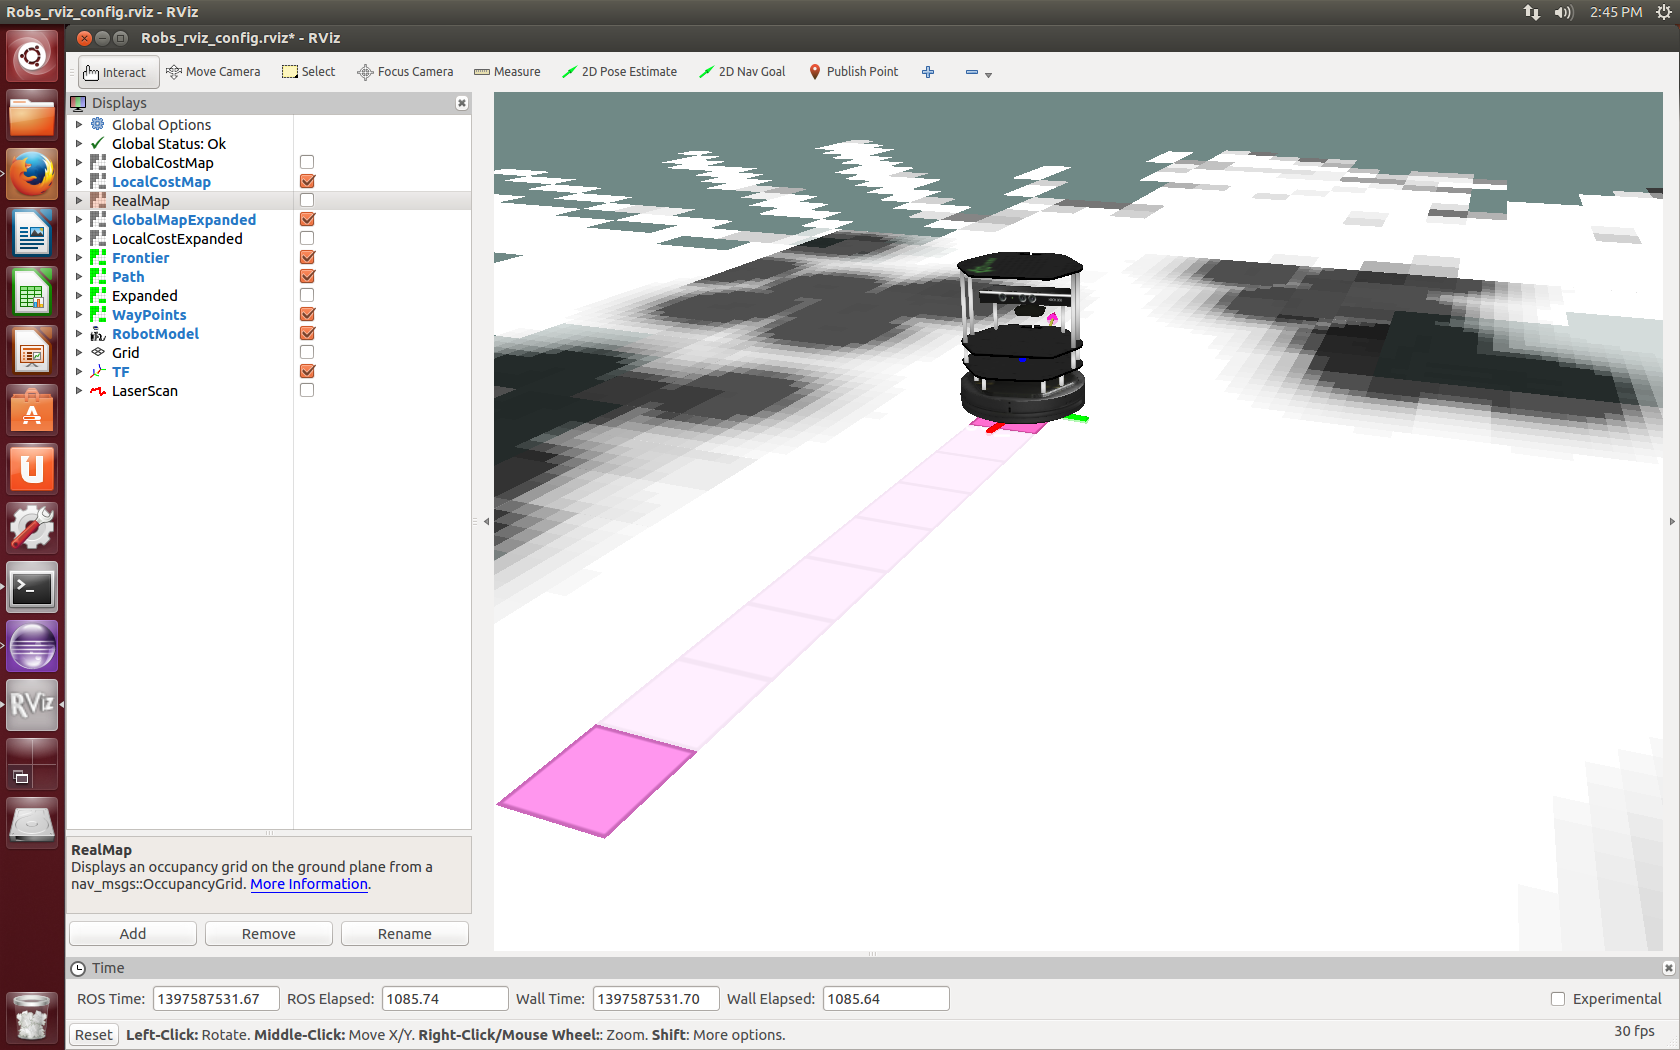 Robs_rviz_config.rviz - RViz
2:45 PM
Robs_rviz_config.rviz* - RViz
Interact Move Camera Select Focus Camera Measure 2D Pose Estimate 2D Nav Goal Publish Point
Displays
Global Options
Global Status: Ok
GlobalCostMap
LocalCostMap
RealMap
GlobalMapExpanded
LocalCostExpanded
Frontier
Path
Expanded
WayPoints
RobotModel
Grid
TF
LaserScan
RViz
RealMap
Displays an occupancy grid on the ground plane from a
nav_msgs::OccupancyGrid. More Information.
Add Remove Rename
Time
ROS Time: 1397587531.67 ROS Elapsed: 1085.74 Wall Time: 1397587531.70 Wall Elapsed: 1085.64 Experimental
Reset Left-Click: Rotate. Middle-Click: Move X/Y. Right-Click/Mouse Wheel:: Zoom. Shift: More options. 30 fps